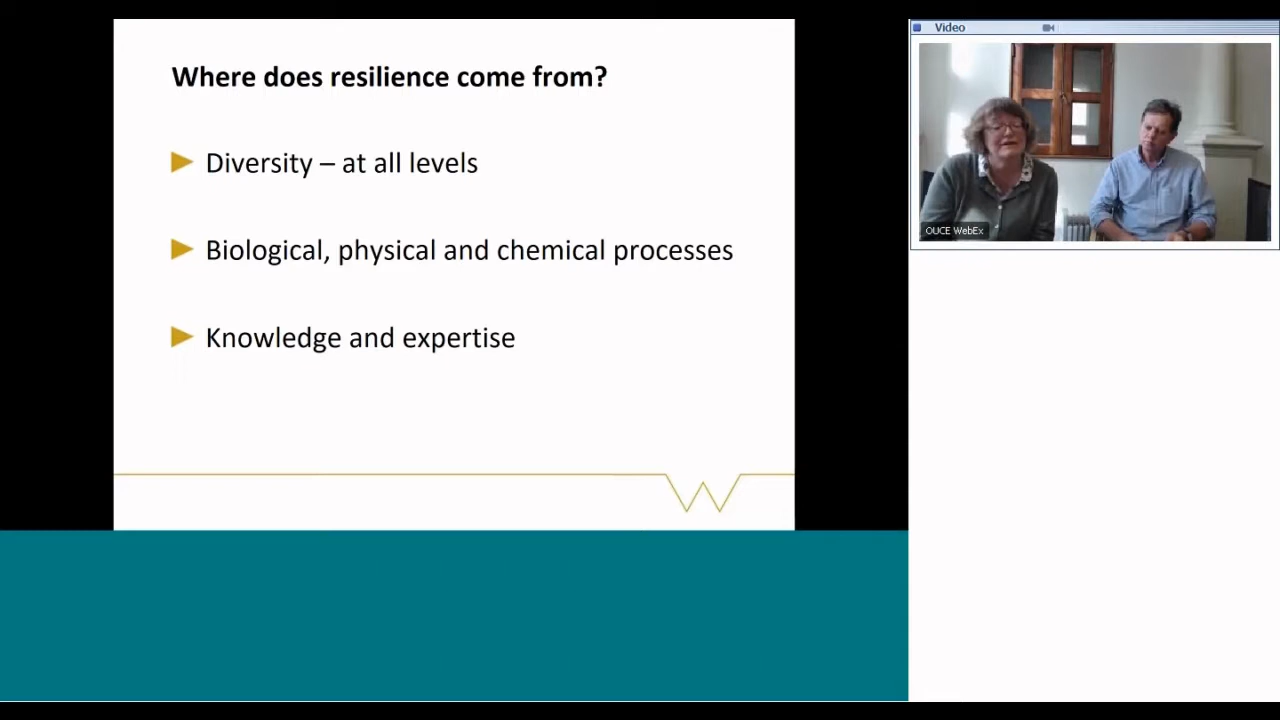 Where does resilience come from?
Diversity – at all levels
Biological, physical and chemical processes
Knowledge and expertise
Video
OUCE WebEx